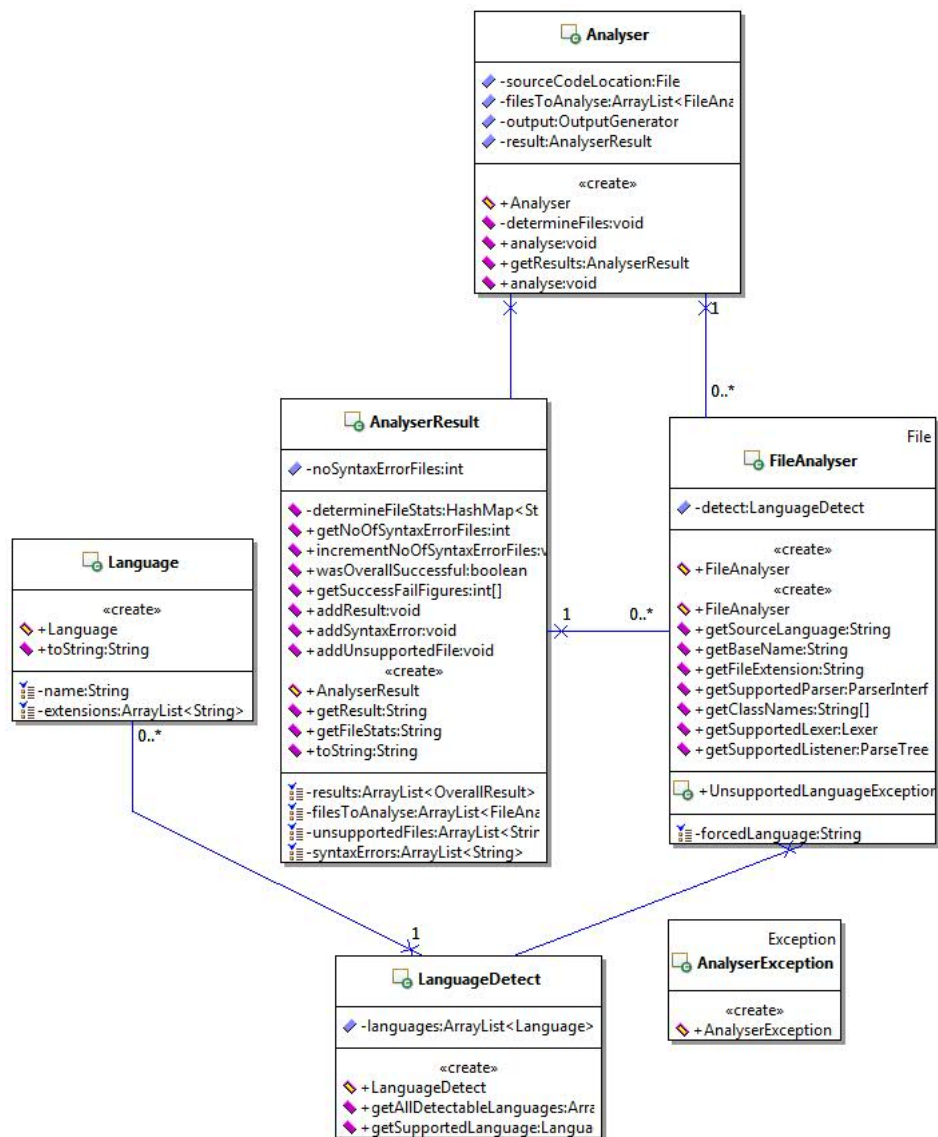 Analyser
-sourceCodeLocation:File
-filesToAnalyse:ArrayList<FileAna
-output:OutputGenerator
-result:AnalyserResult
«create»
+Analyser
-determineFiles:void
+analyse:void
+getResults:AnalyserResult
+analyse:void
1
0..*
AnalyserResult
-noSyntaxErrorFiles:int
-determineFileStats:HashMap<St
+getNoOfSyntaxErrorFiles:int
+incrementNoOfSyntaxErrorFiles:v
+wasOverallSuccessful:boolean
+getSuccessFailFigures:int[]
+addResult:void
+addSyntaxError:void
+addUnsupportedFile:void
«create»
+AnalyserResult
+getResult:String
+getFileStats:String
+toString:String
-results:ArrayList<OverallResult>
-filesToAnalyse:ArrayList<FileAna
-unsupportedFiles:ArrayList<Strin
-syntaxErrors:ArrayList<String>
1
0..*
File
FileAnalyser
-detect:LanguageDetect
«create»
+FileAnalyser
«create»
+FileAnalyser
+getSourceLanguage:String
+getBaseName:String
+getFileExtension:String
+getSupportedParser:ParserInterf
+getClassNames:String[]
+getSupportedLexer:Lexer
+getSupportedListener:ParseTree
+UnsupportedLanguageException
-forcedLanguage:String
Language
«create»
+Language
+toString:String
-name:String
-extensions:ArrayList<String>
0..*
1
LanguageDetect
-languages:ArrayList<Language>
«create»
+LanguageDetect
+getAllDetectableLanguages:Arra
+getSupportedLanguage:Langua
Exception
AnalyserException
«create»
+AnalyserException